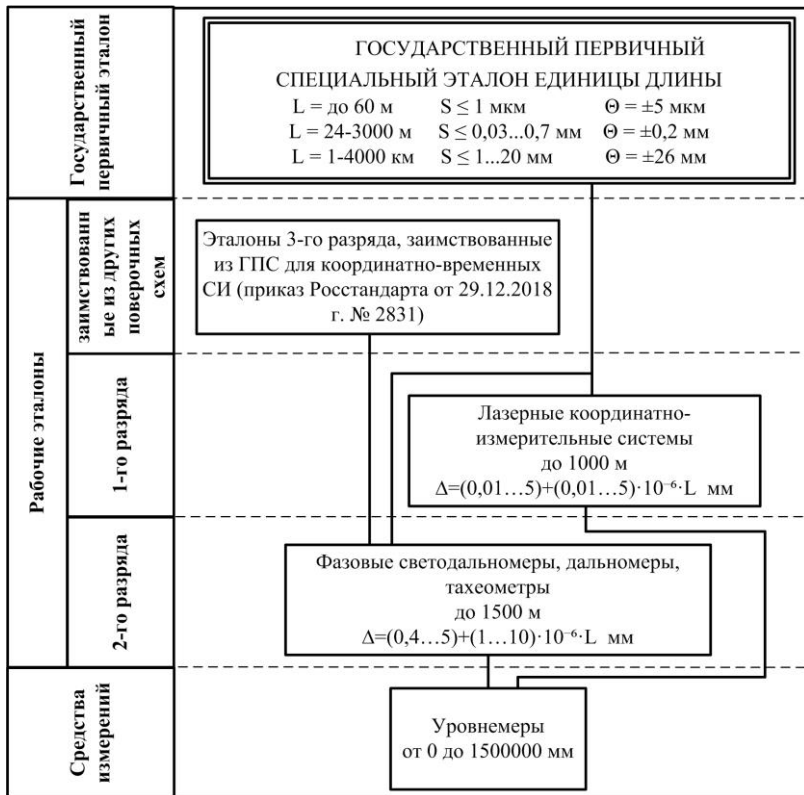 Государственный
первичный эталон
ГОСУДАРСТВЕННЫЙ ПЕРВИЧНЫЙ
СПЕЦИАЛЬНЫЙ ЭТАЛОН ЕДИНИЦЫ ДЛИНЫ
L = до 60 м S ≤ 1 мкм Θ = ±5 мкм
L = 24-3000 м S ≤ 0,03...0,7 мм Θ = ±0,2 мм
L = 1-4000 км S ≤ 1...20 мм Θ = ±26 мм
Рабочие эталоны
заимствованн
ые из других
поверочных
схем
Эталоны 3-го разряда, заимствованные
из ГПС для координатно-временных
СИ (приказ Росстандарта от 29.12.2018
г. № 2831)
1-го разряда
Лазерные координатно-
измерительные системы
до 1000 м
Δ=(0,01…5)+(0,01…5)·10⁻⁶·L мм
2-го разряда
Фазовые светодальномеры, дальномеры,
тахеометры
до 1500 м
Δ=(0,4…5)+(1…10)·10⁻⁶·L мм
Средства
измерений
Уровнемеры
от 0 до 1500000 мм